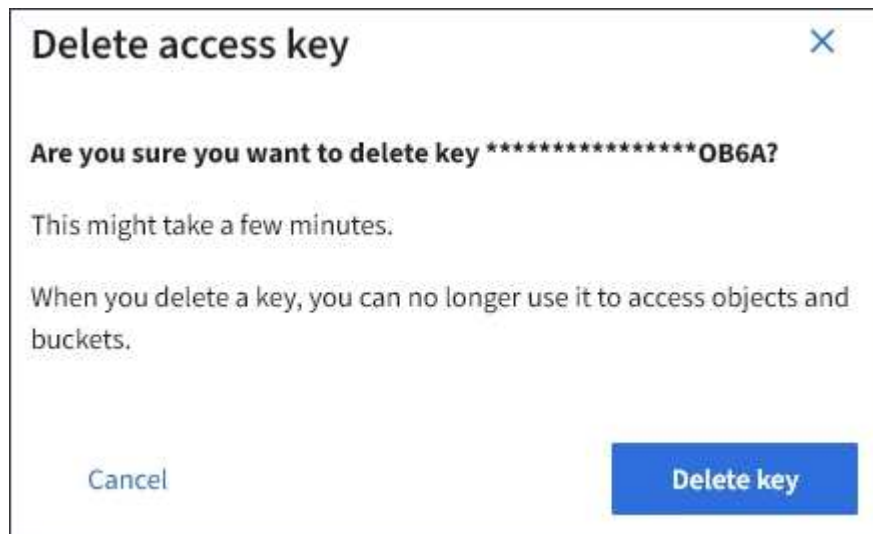 Delete access key
Are you sure you want to delete key ****************OB6A?
This might take a few minutes.
When you delete a key, you can no longer use it to access objects and
buckets.
Cancel
Delete key